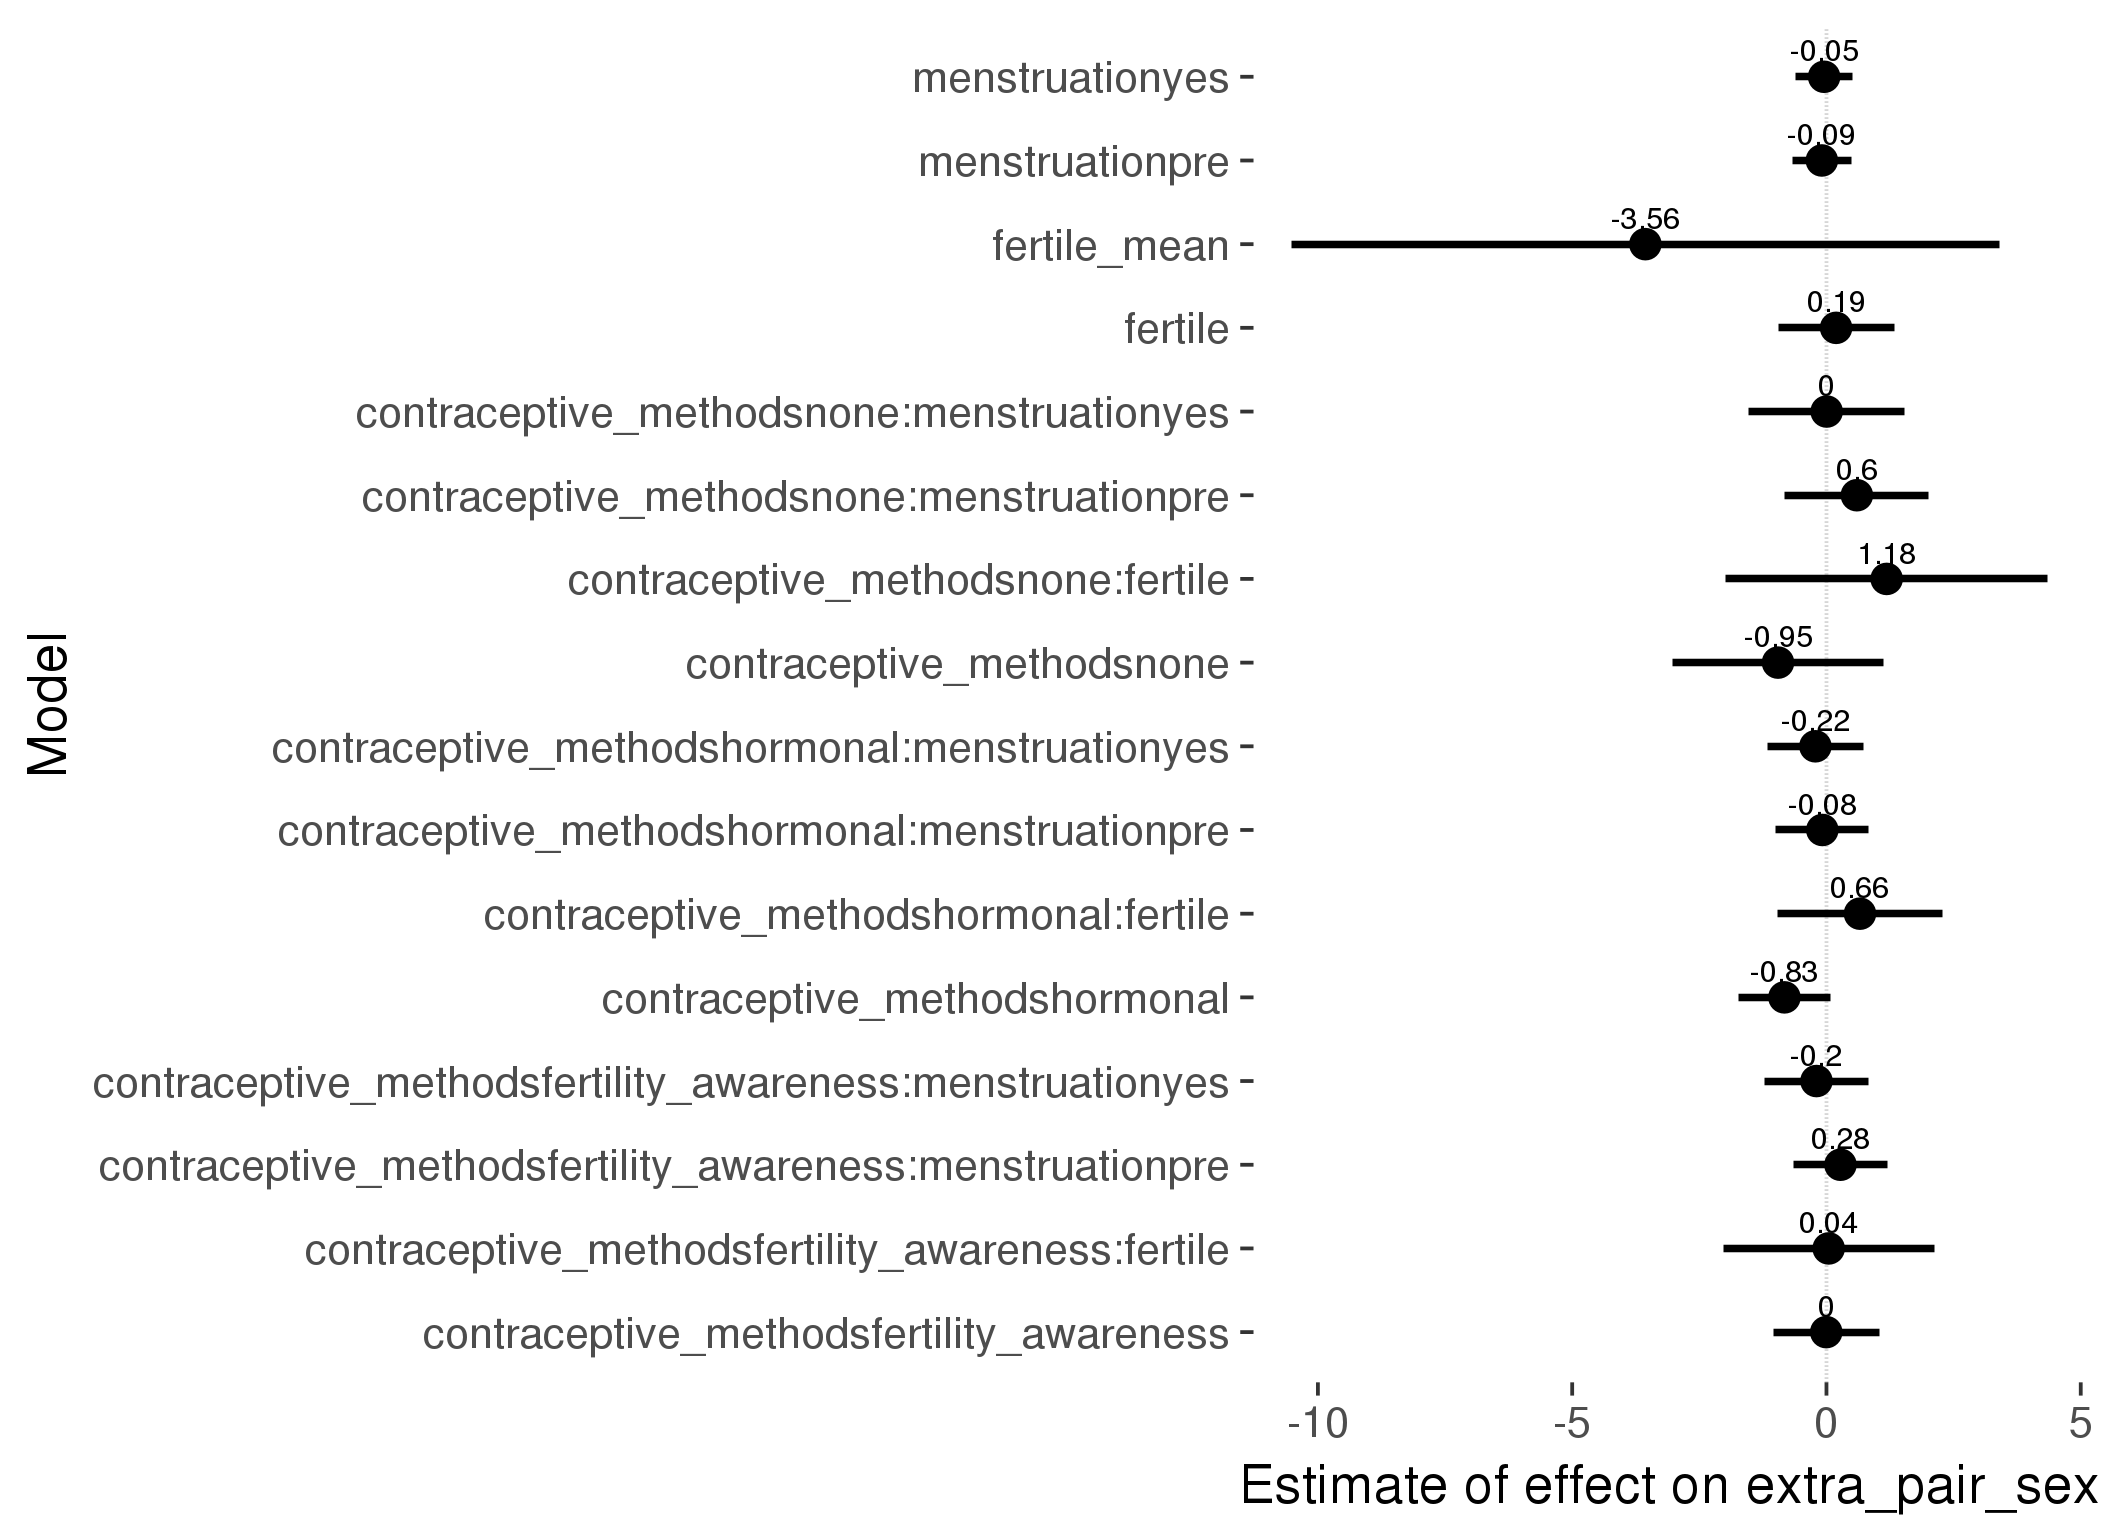 menstruationyes
-0.05
menstruationpre
-0.09
fertile_mean
-3.56
fertile
0.19
contraceptive_methodsnone:menstruationyes
0
contraceptive_methodsnone:menstruationpre
0.6
contraceptive_methodsnone:fertile
1.18
contraceptive_methodsnone
-0.95
contraceptive_methodshormonal:menstruationyes
-0.22
contraceptive_methodshormonal:menstruationpre
-0.08
contraceptive_methodshormonal:fertile
0.66
contraceptive_methodshormonal
-0.83
contraceptive_methodsfertility_awareness:menstruationyes
-0.2
contraceptive_methodsfertility_awareness:menstruationpre
0.28
contraceptive_methodsfertility_awareness:fertile
0.04
contraceptive_methodsfertility_awareness
0
Model
-10 -5 0 5
Estimate of effect on extra_pair_sex